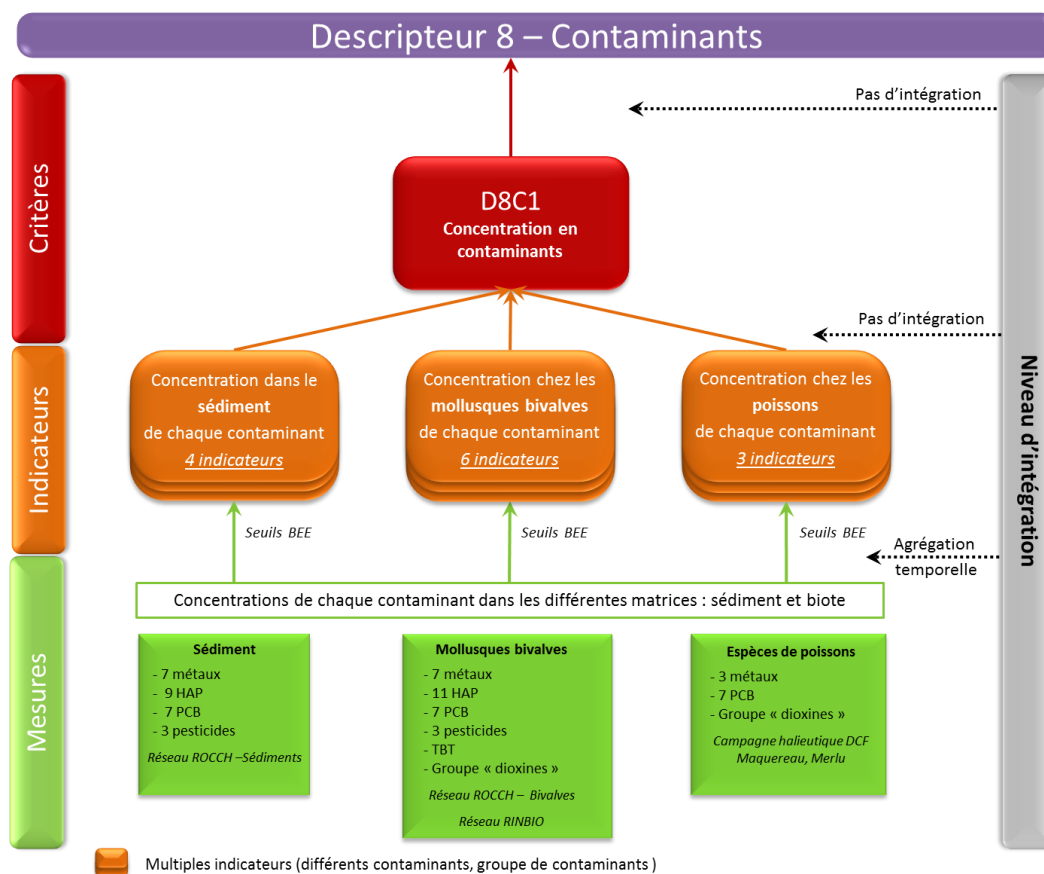 Descripteur 8 – Contaminants
Critères
Pas d'intégration
D8C1
Concentration en
contaminants
Pas d'intégration
Indicateurs
Concentration dans le
sédiment
de chaque contaminant
4 indicateurs
Concentration chez les
mollusques bivalves
de chaque contaminant
6 indicateurs
Concentration chez les
poissons
de chaque contaminant
3 indicateurs
Niveau d'intégration
Seuils BEE
Seuils BEE
Seuils BEE
Agrégation
temporelle
Mesures
Concentrations de chaque contaminant dans les différentes matrices : sédiment et biote
Sédiment
- 7 métaux
- 9 HAP
- 7 PCB
- 3 pesticides
Réseau ROCCH –Sédiments
Mollusques bivalves
- 7 métaux
- 11 HAP
- 7 PCB
- 3 pesticides
- TBT
- Groupe « dioxines »
Réseau ROCCH – Bivalves
Réseau RINBIO
Espèces de poissons
- 3 métaux
- 7 PCB
- Groupe « dioxines »
Campagne halieutique DCF
Maquereau, Merlu
Multiples indicateurs (différents contaminants, groupe de contaminants )